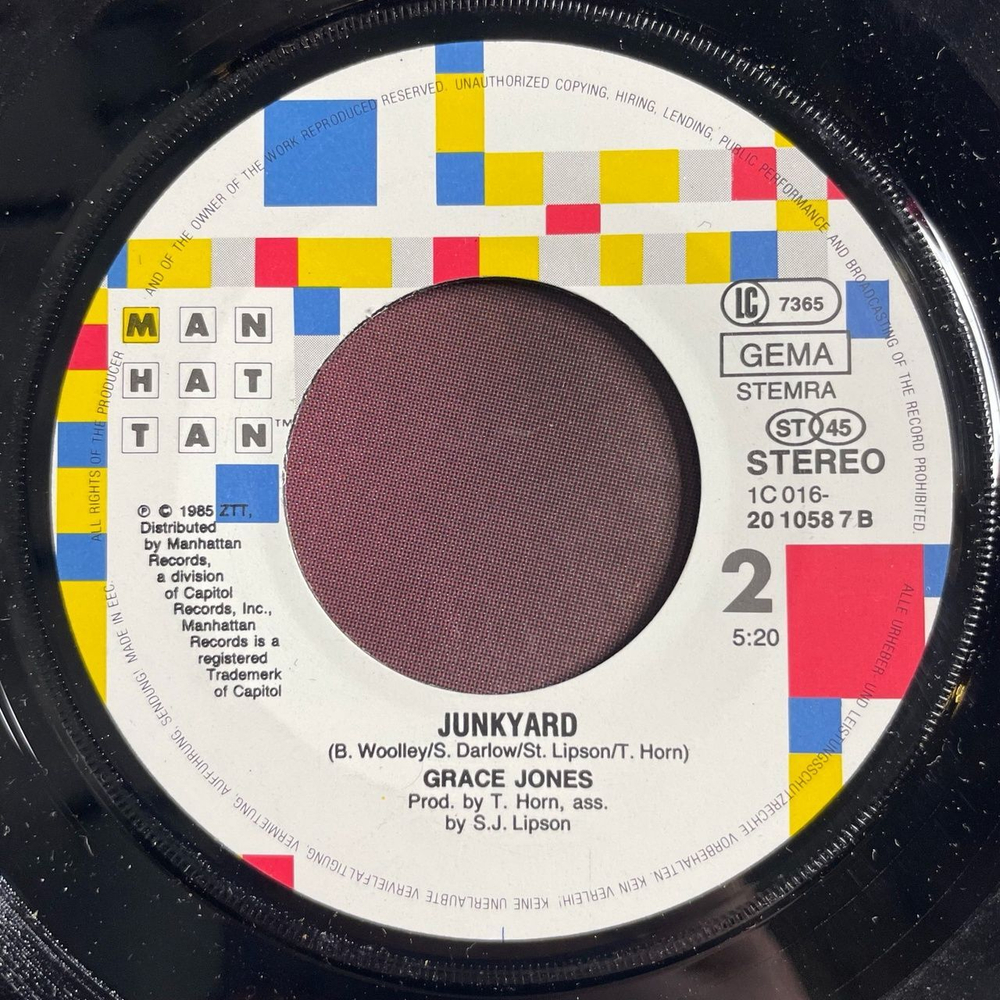 ALL RIGHTS OF THE PRODUCER AND OF THE OWNER OF THE WORK REPRODUCED RESERVED. UNAUTHORIZED COPYING, HIRING, LENDING, PUBLIC PERFORMANCE AND BROADCASTING OF THE RECORD PROHIBITED.
MAN
HAT
TAN™
LC 7365
GEMA
STEMRA
ST 45
STEREO
1C 016-
20 1058 7 B
2
5:20
℗ © 1985 ZTT,
Distributed
by Manhattan
Records,
a division
of Capitol
Records, Inc.,
Manhattan
Records is a
registered
Trademerk
of Capitol
JUNKYARD
(B. Woolley/S. Darlow/St. Lipson/T. Horn)
GRACE JONES
Prod. by T. Horn, ass.
by S.J. Lipson
ALLE URHEBER- UND LEISTUNGSSCHUTZRECHTE VORBEHALTEN. KEIN VERLEIH! KEINE UNERLAUBTE VERVIELFÄLTIGUNG, VERMIETUNG, AUFFÜHRUNG, SENDUNG! MADE IN EEC.